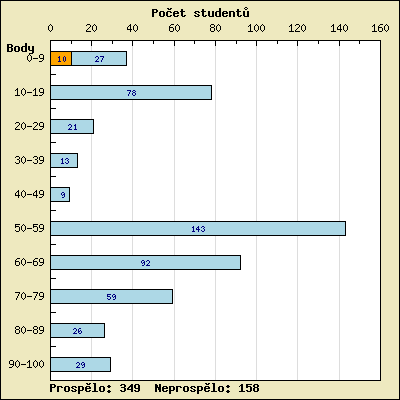 Počet studentů
0 20 40 60 80 100 120 140 160
Body
0-9 10 27
10-19 78
20-29 21
30-39 13
40-49 9
50-59 143
60-69 92
70-79 59
80-89 26
90-100 29
Prospělo: 349 Neprospělo: 158